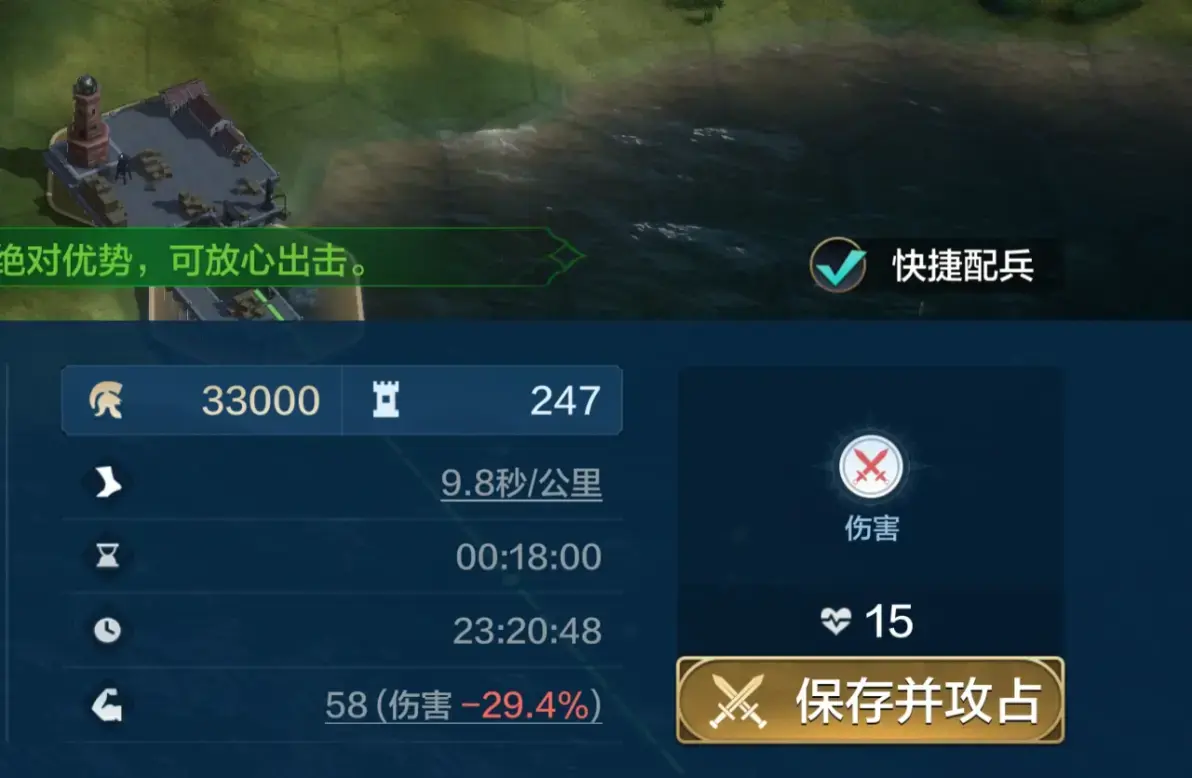 绝对优势，可放心出击。
快捷配兵
33000
247
9.8秒/公里
00:18:00
23:20:48
58 (伤害 -29.4%)
伤害
15
保存并攻占